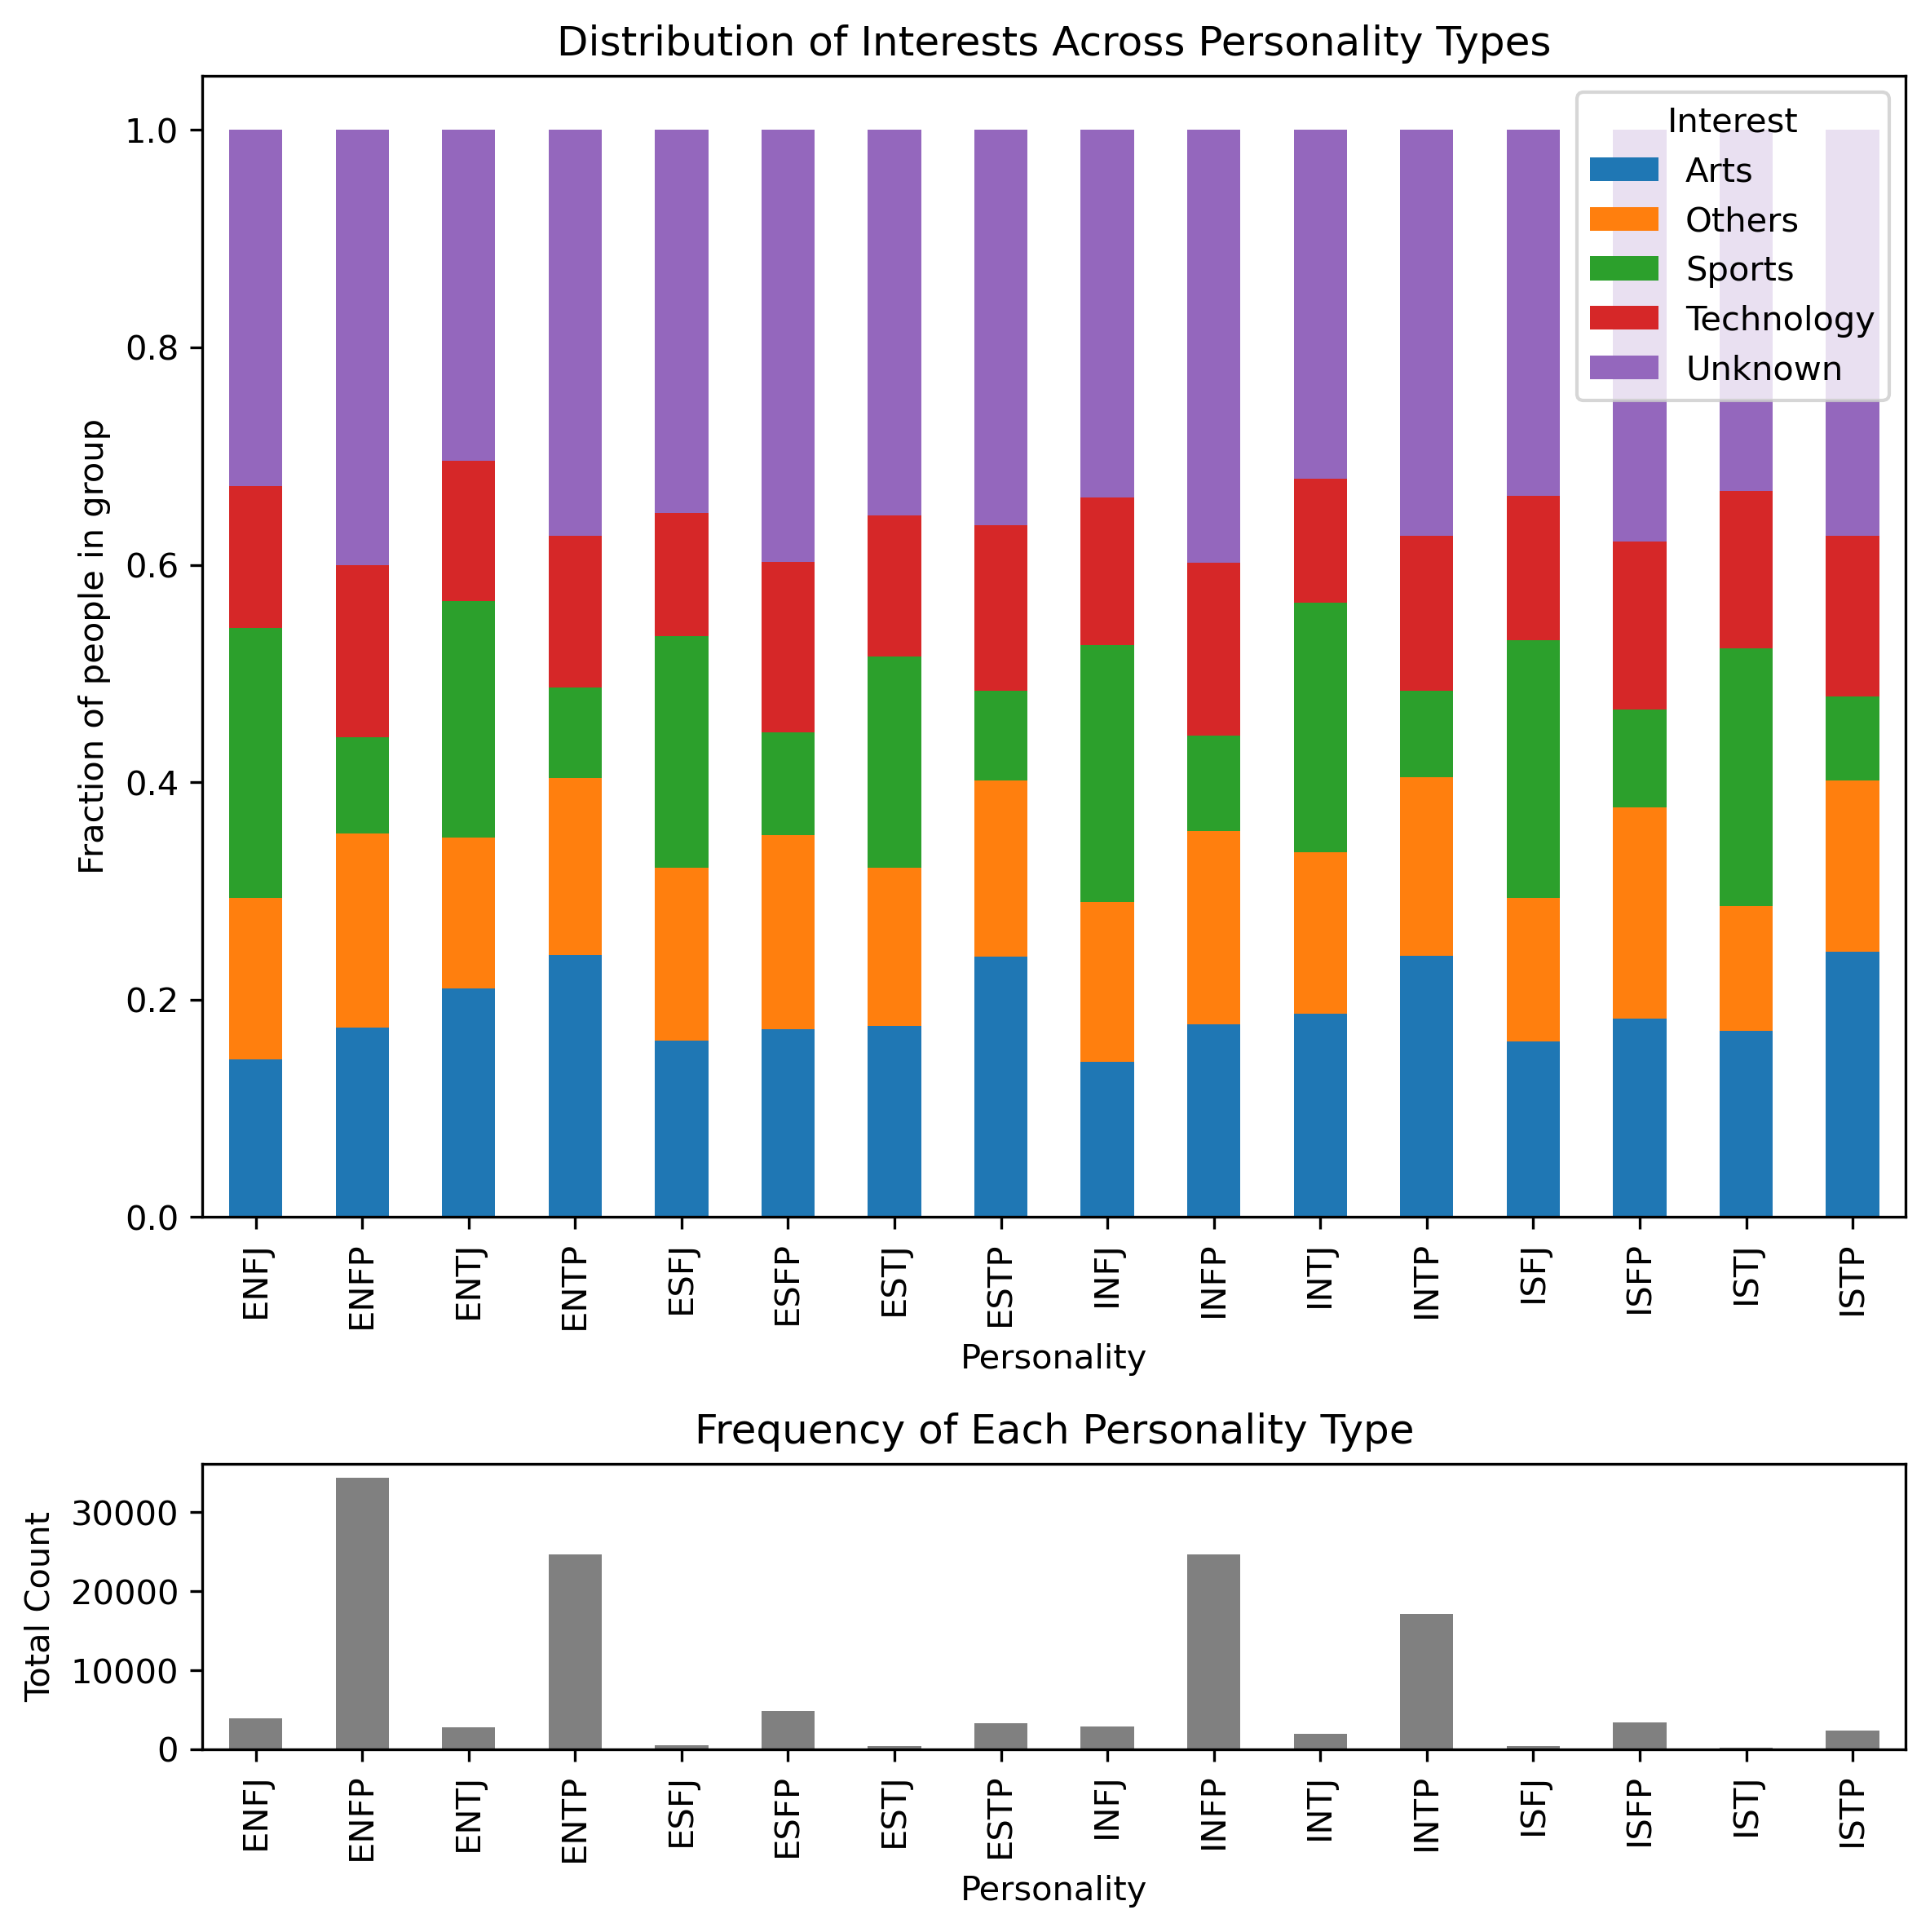 Distribution of Interests Across Personality Types
Fraction of people in group
1.0
0.8
0.6
0.4
0.2
0.0
Interest
Arts
Others
Sports
Technology
Unknown
ENFJ
ENFP
ENTJ
ENTP
ESFJ
ESFP
ESTJ
ESTP
INFJ
INFP
INTJ
INTP
ISFJ
ISFP
ISTJ
ISTP
Personality
Frequency of Each Personality Type
Total Count
30000
20000
10000
0
ENFJ
ENFP
ENTJ
ENTP
ESFJ
ESFP
ESTJ
ESTP
INFJ
INFP
INTJ
INTP
ISFJ
ISFP
ISTJ
ISTP
Personality